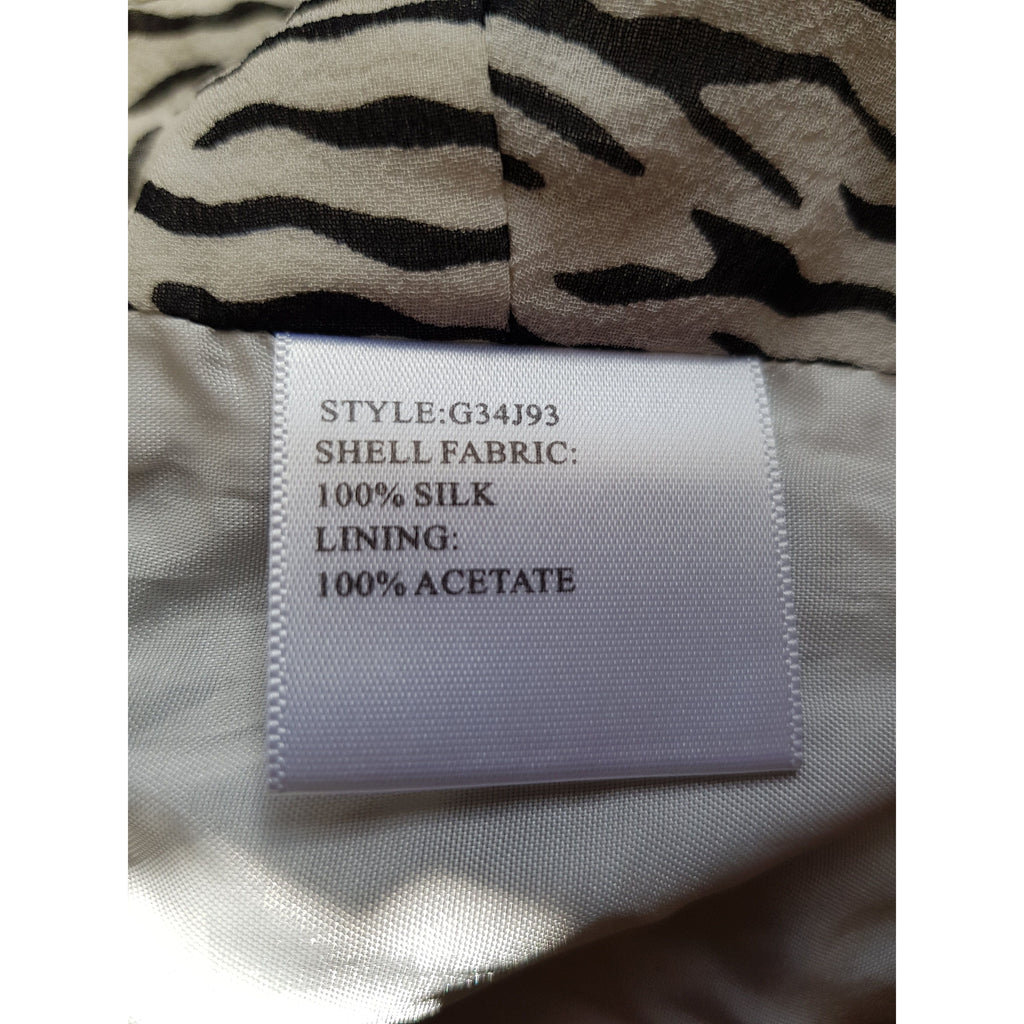 STYLE:G34J93
SHELL FABRIC:
100% SILK
LINING:
100% ACETATE